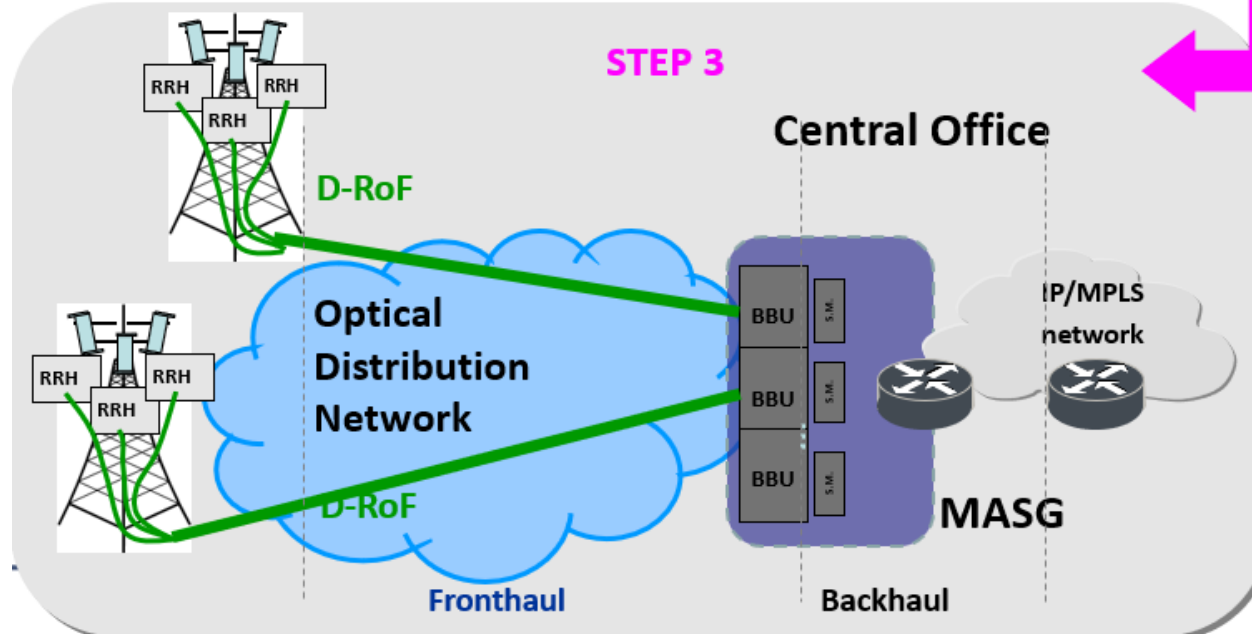 STEP 3
RRH
RRH
RRH
Central Office
D-RoF
Optical
Distribution
Network
BBU
S.M.
IP/MPLS
network
RRH
RRH
RRH
BBU
S.M.
BBU
S.M.
D-RoF
MASG
Fronthaul
Backhaul